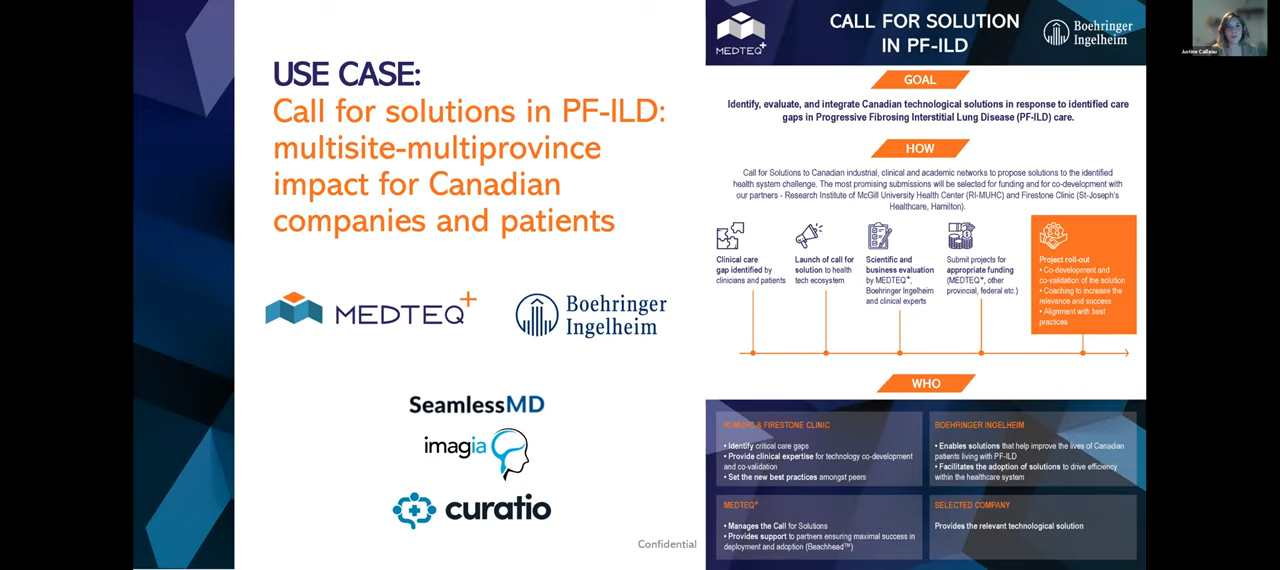 USE CASE:
Call for solutions in PF-ILD:
multisite-multiprovince
impact for Canadian
companies and patients
MEDTEQ+
Boehringer
Ingelheim
SeamlessMD
imagia
curatio
Confidential
MEDTEQ+
CALL FOR SOLUTION
IN PF-ILD
Boehringer
Ingelheim
GOAL
Identify, evaluate, and integrate Canadian technological solutions in response to identified care
gaps in Progressive Fibrosing Interstitial Lung Disease (PF-ILD) care.
HOW
Call for Solutions to Canadian industrial, clinical and academic networks to propose solutions to the identified
health system challenge. The most promising submissions will be selected for funding and for co-development with
our partners - Research Institute of McGill University Health Center (RI-MUHC) and Firestone Clinic (St-Joseph's
Healthcare, Hamilton).
Clinical care
gap identified by
clinicians and patients
Launch of call for
solution to health
tech ecosystem
Scientific and
business evaluation
by MEDTEQ+,
Boehringer Ingelheim
and clinical experts
Submit projects for
appropriate funding
(MEDTEQ+, other
provincial, federal etc.)
Project roll-out
• Co-development and
co-validation of the solution
• Coaching to increase the
relevance and success
• Alignment with best
practices
WHO
RI-MUHC & FIRESTONE CLINIC
• Identify critical care gaps
• Provide clinical expertise for technology co-development
and co-validation
• Set the new best practices amongst peers
BOEHRINGER INGELHEIM
• Enables solutions that help improve the lives of Canadian
patients living with PF-ILD
• Facilitates the adoption of solutions to drive efficiency
within the healthcare system
MEDTEQ+
• Manages the Call for Solutions
• Provides support to partners ensuring maximal success in
deployment and adoption (Beachhead™)
SELECTED COMPANY
Provides the relevant technological solution
Justine Cailleau